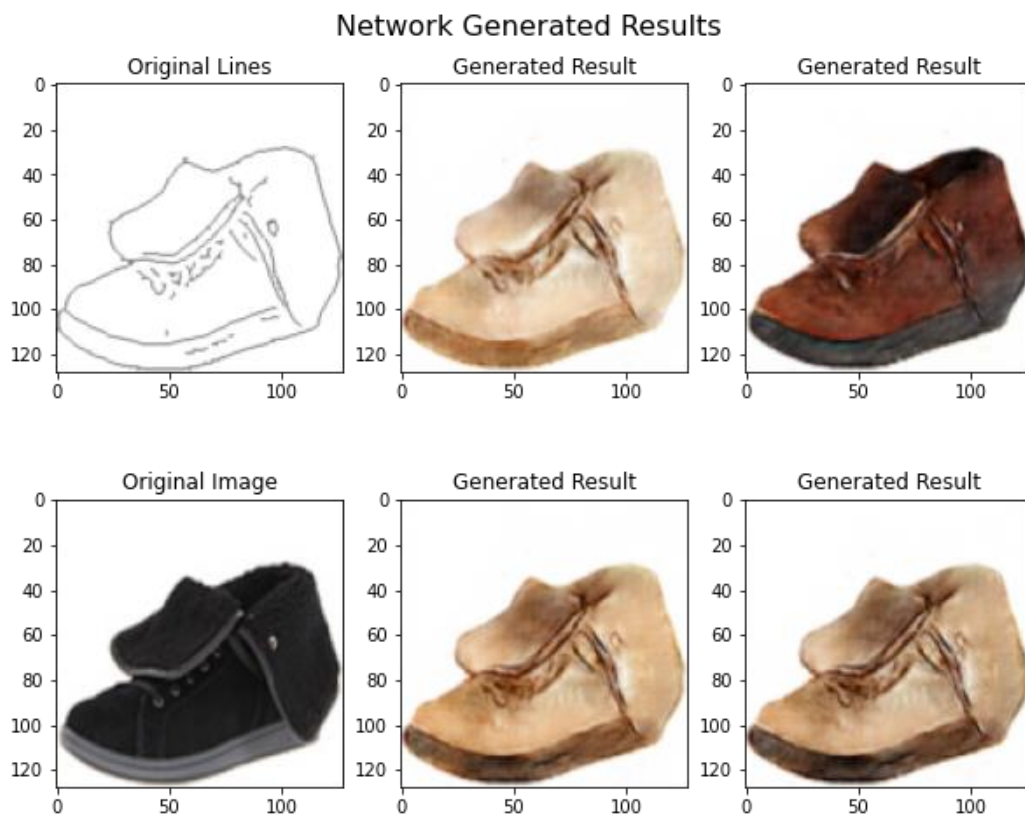 Network Generated Results
Original Lines Generated Result Generated Result
0 0 0
20 20 20
40 40 40
60 60 60
80 80 80
100 100 100
120 120 120
0 50 100 0 50 100 0 50 100
Original Image Generated Result Generated Result
0 0 0
20 20 20
40 40 40
60 60 60
80 80 80
100 100 100
120 120 120
0 50 100 0 50 100 0 50 100